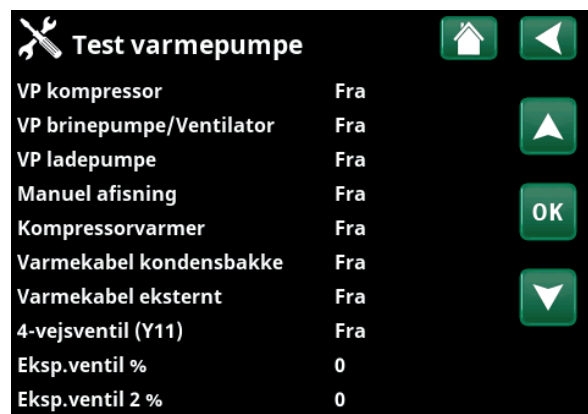 Test varmepumpe
VP kompressor Fra
VP brinepumpe/Ventilator Fra
VP ladepumpe Fra
Manuel afisning Fra
OK
Kompressorvarmer Fra
Varmekabel kondensbakke Fra
Varmekabel eksternt Fra
4-vejsventil (Y11) Fra
Eksp.ventil % 0
Eksp.ventil 2 % 0